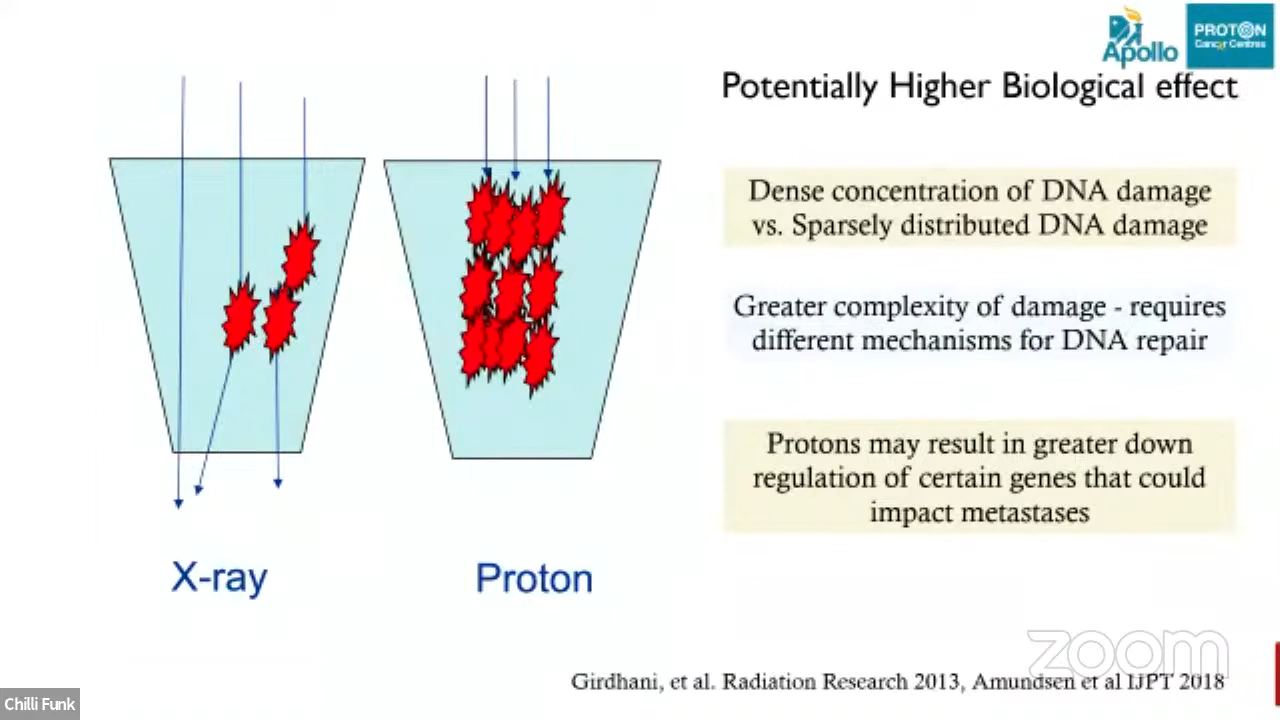 Apollo
PROTON
Cancer Centres
Potentially Higher Biological effect
Dense concentration of DNA damage
vs. Sparsely distributed DNA damage
Greater complexity of damage - requires
different mechanisms for DNA repair
Protons may result in greater down
regulation of certain genes that could
impact metastases
X-ray
Proton
zoom
Girdhani, et al. Radiation Research 2013, Amundsen et al IJPT 2018
Chilli Funk